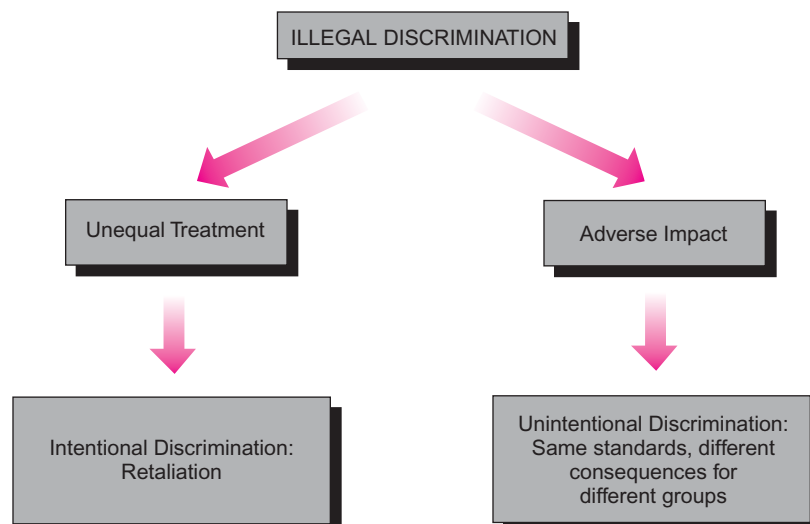 ILLEGAL DISCRIMINATION
Unequal Treatment
Adverse Impact
Intentional Discrimination:
Retaliation
Unintentional Discrimination:
Same standards, different
consequences for
different groups